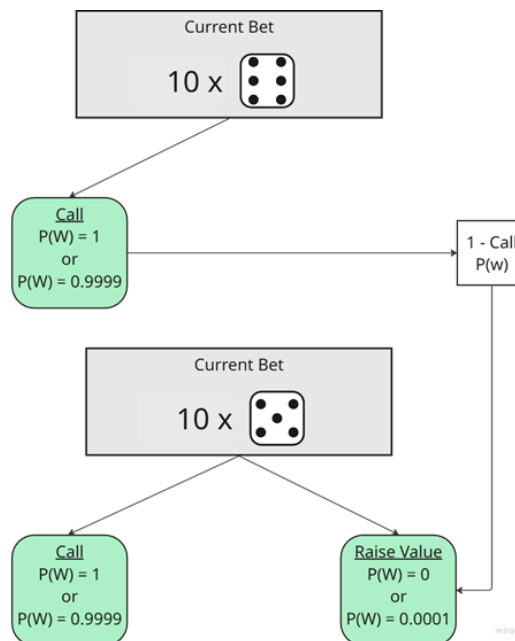 Current Bet
10 x
Call
P(W) = 1
or
P(W) = 0.9999
1 - Call
P(w)
Current Bet
10 x
Call
P(W) = 1
or
P(W) = 0.9999
Raise Value
P(W) = 0
or
P(W) = 0.0001
miro